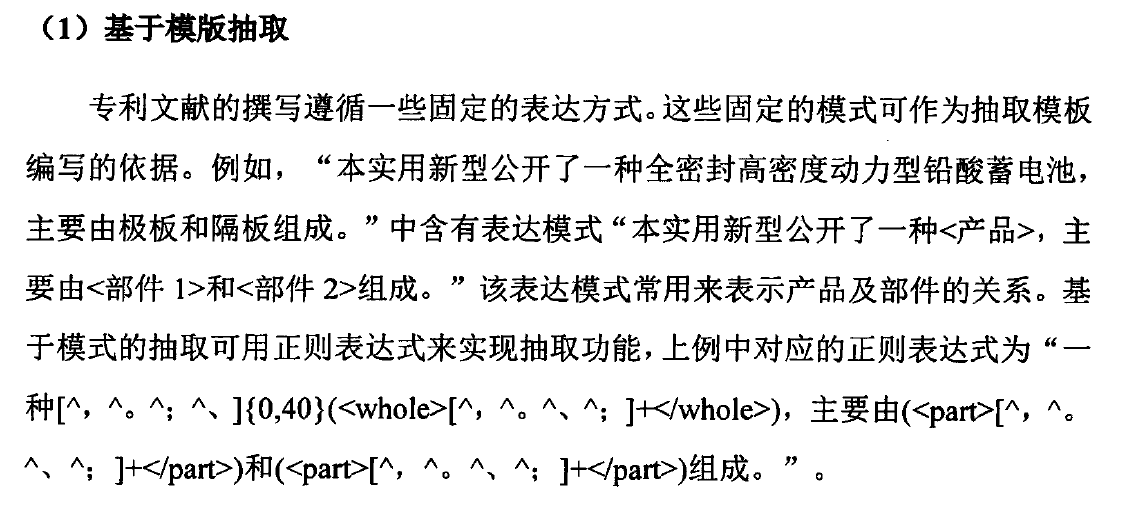 （1）基于模版抽取
专利文献的撰写遵循一些固定的表达方式。这些固定的模式可作为抽取模板
编写的依据。例如，“本实用新型公开了一种全密封高密度动力型铅酸蓄电池，
主要由极板和隔板组成。”中含有表达模式“本实用新型公开了一种<产品>，主
要由<部件 1>和<部件 2>组成。”该表达模式常用来表示产品及部件的关系。基
于模式的抽取可用正则表达式来实现抽取功能，上例中对应的正则表达式为“一
种[^，^。^；^、]{0,40}(<whole>[^，^。^、^；]+</whole>)，主要由(<part>[^，^。
^、^；]+</part>)和(<part>[^，^。^、^；]+</part>)组成。”。